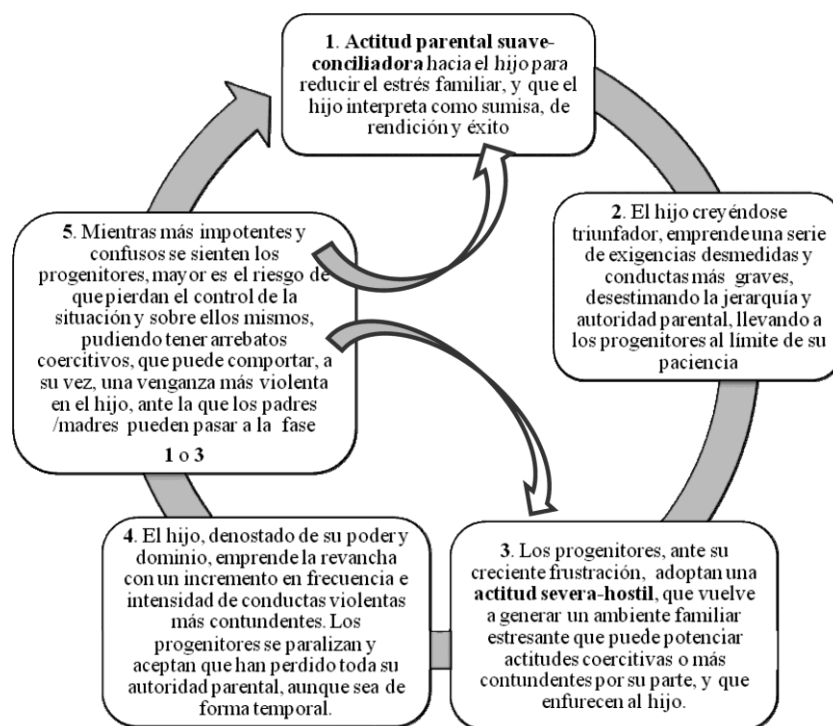 1. Actitud parental suave-
conciliadora hacia el hijo para
reducir el estrés familiar, y que el
hijo interpreta como sumisa, de
rendición y éxito
2. El hijo creyéndose
triunfador, emprende una serie
de exigencias desmedidas y
conductas más graves,
desestimando la jerarquía y
autoridad parental, llevando a
los progenitores al límite de su
paciencia
3. Los progenitores, ante su
creciente frustración, adoptan una
actitud severa-hostil, que vuelve
a generar un ambiente familiar
estresante que puede potenciar
actitudes coercitivas o más
contundentes por su parte, y que
enfurecen al hijo.
4. El hijo, denostado de su poder y
dominio, emprende la revancha
con un incremento en frecuencia e
intensidad de conductas violentas
más contundentes. Los
progenitores se paralizan y
aceptan que han perdido toda su
autoridad parental, aunque sea de
forma temporal.
5. Mientras más impotentes y
confusos se sienten los
progenitores, mayor es el riesgo de
que pierdan el control de la
situación y sobre ellos mismos,
pudiendo tener arrebatos
coercitivos, que puede comportar, a
su vez, una venganza más violenta
en el hijo, ante la que los padres
/madres pueden pasar a la fase
1 o 3